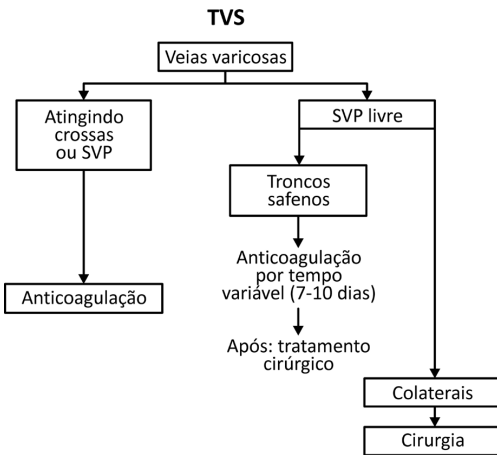 TVS
Veias varicosas
Atingindo
crossas
ou SVP
Anticoagulação
SVP livre
Troncos
safenos
Anticoagulação
por tempo
variável (7-10 dias)
Após: tratamento
cirúrgico
Colaterais
Cirurgia